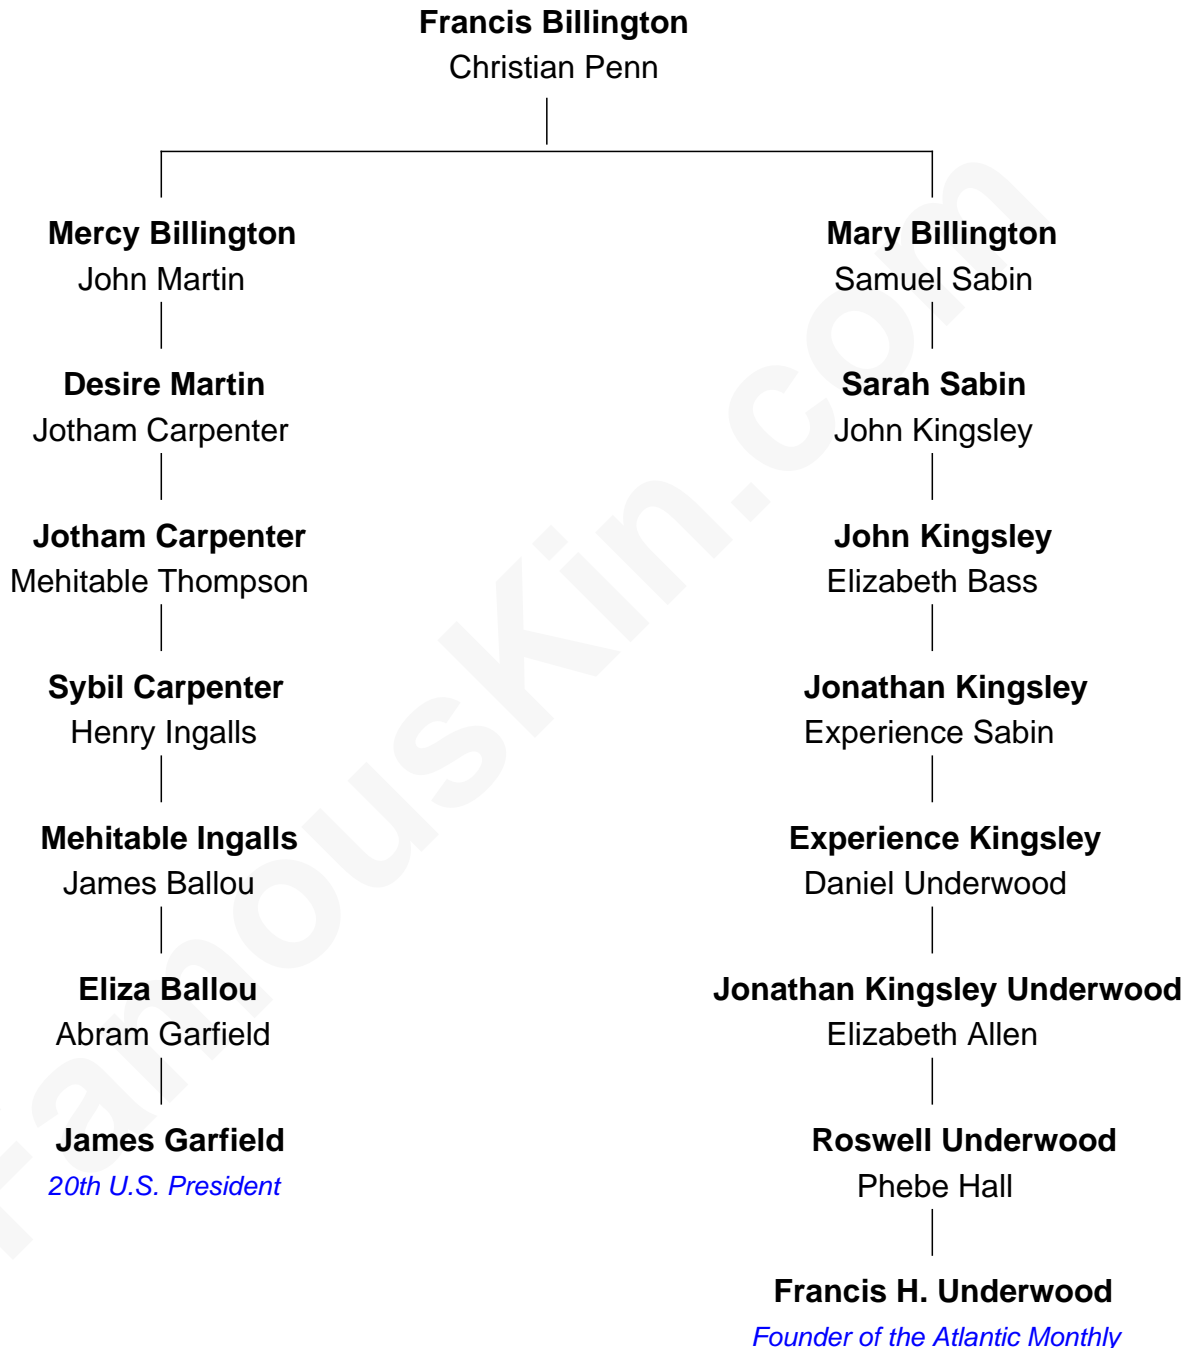 Francis Billington
Christian Penn
Mercy Billington
John Martin
Mary Billington
Samuel Sabin
Desire Martin
Jotham Carpenter
Sarah Sabin
John Kingsley
Jotham Carpenter
Mehitable Thompson
John Kingsley
Elizabeth Bass
Sybil Carpenter
Henry Ingalls
Jonathan Kingsley
Experience Sabin
Mehitable Ingalls
James Ballou
Experience Kingsley
Daniel Underwood
Eliza Ballou
Abram Garfield
Jonathan Kingsley Underwood
Elizabeth Allen
James Garfield
20th U.S. President
Roswell Underwood
Phebe Hall
Francis H. Underwood
Founder of the Atlantic Monthly
FamousKin.com